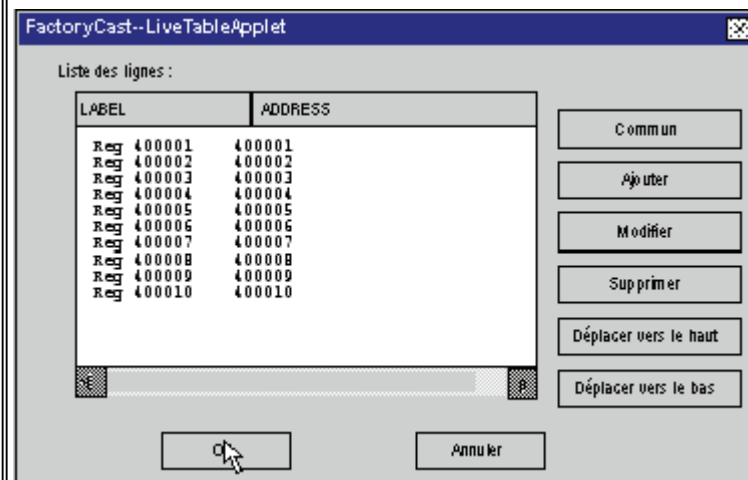 FactoryCast--LiveTableApplet
Liste des lignes :
LABEL ADDRESS
Reg 400001 400001
Reg 400002 400002
Reg 400003 400003
Reg 400004 400004
Reg 400005 400005
Reg 400006 400006
Reg 400007 400007
Reg 400008 400008
Reg 400009 400009
Reg 400010 400010
Commun
Ajouter
Modifier
Supprimer
Déplacer vers le haut
Déplacer vers le bas
Annuler